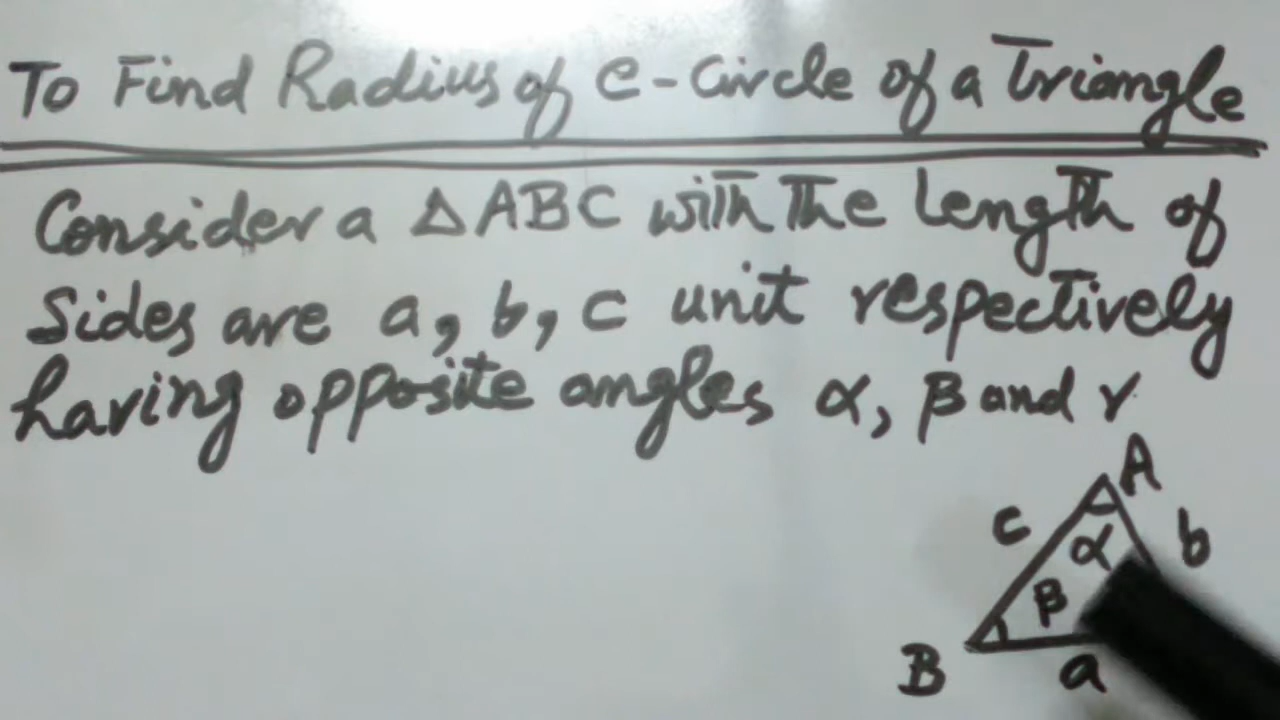 To Find Radius of e-Circle of a Triangle
Consider a △ABC with the length of
sides are a, b, c unit respectively
having opposite angles α, β and γ.
A
c
α
b
β
B
a